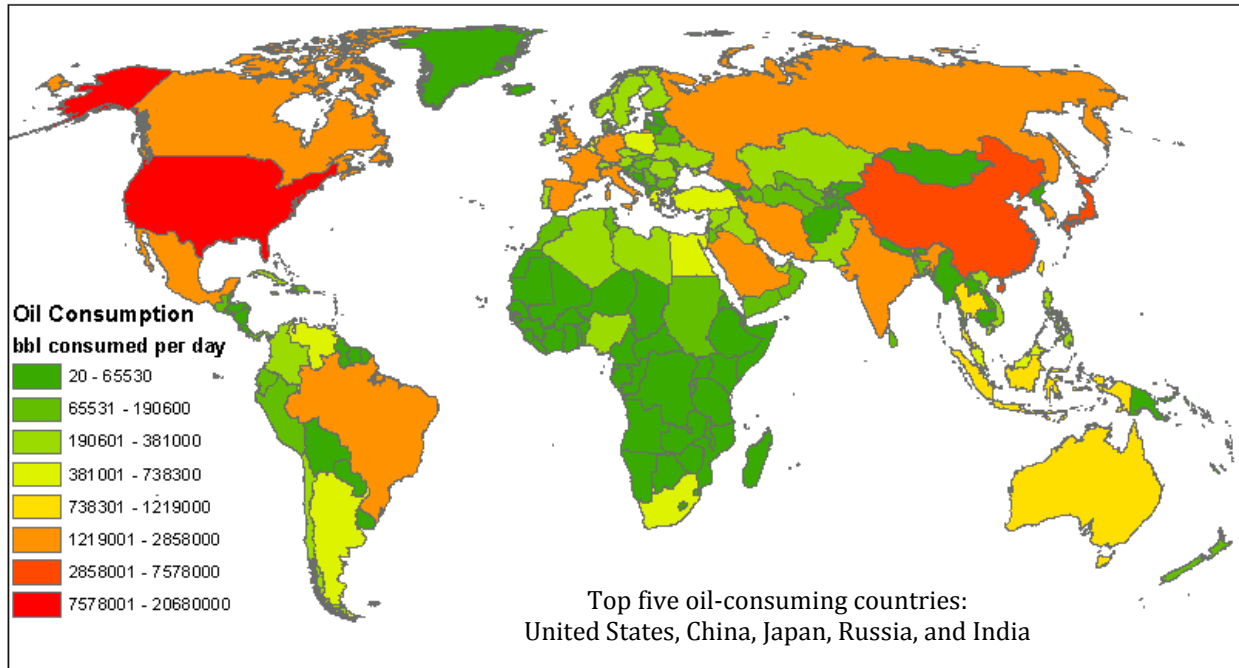 Oil Consumption
bbl consumed per day
20 - 65530
65531 - 190600
190601 - 381000
381001 - 738300
738301 - 1219000
1219001 - 2858000
2858001 - 7578000
7578001 - 20680000
Top five oil-consuming countries:
United States, China, Japan, Russia, and India